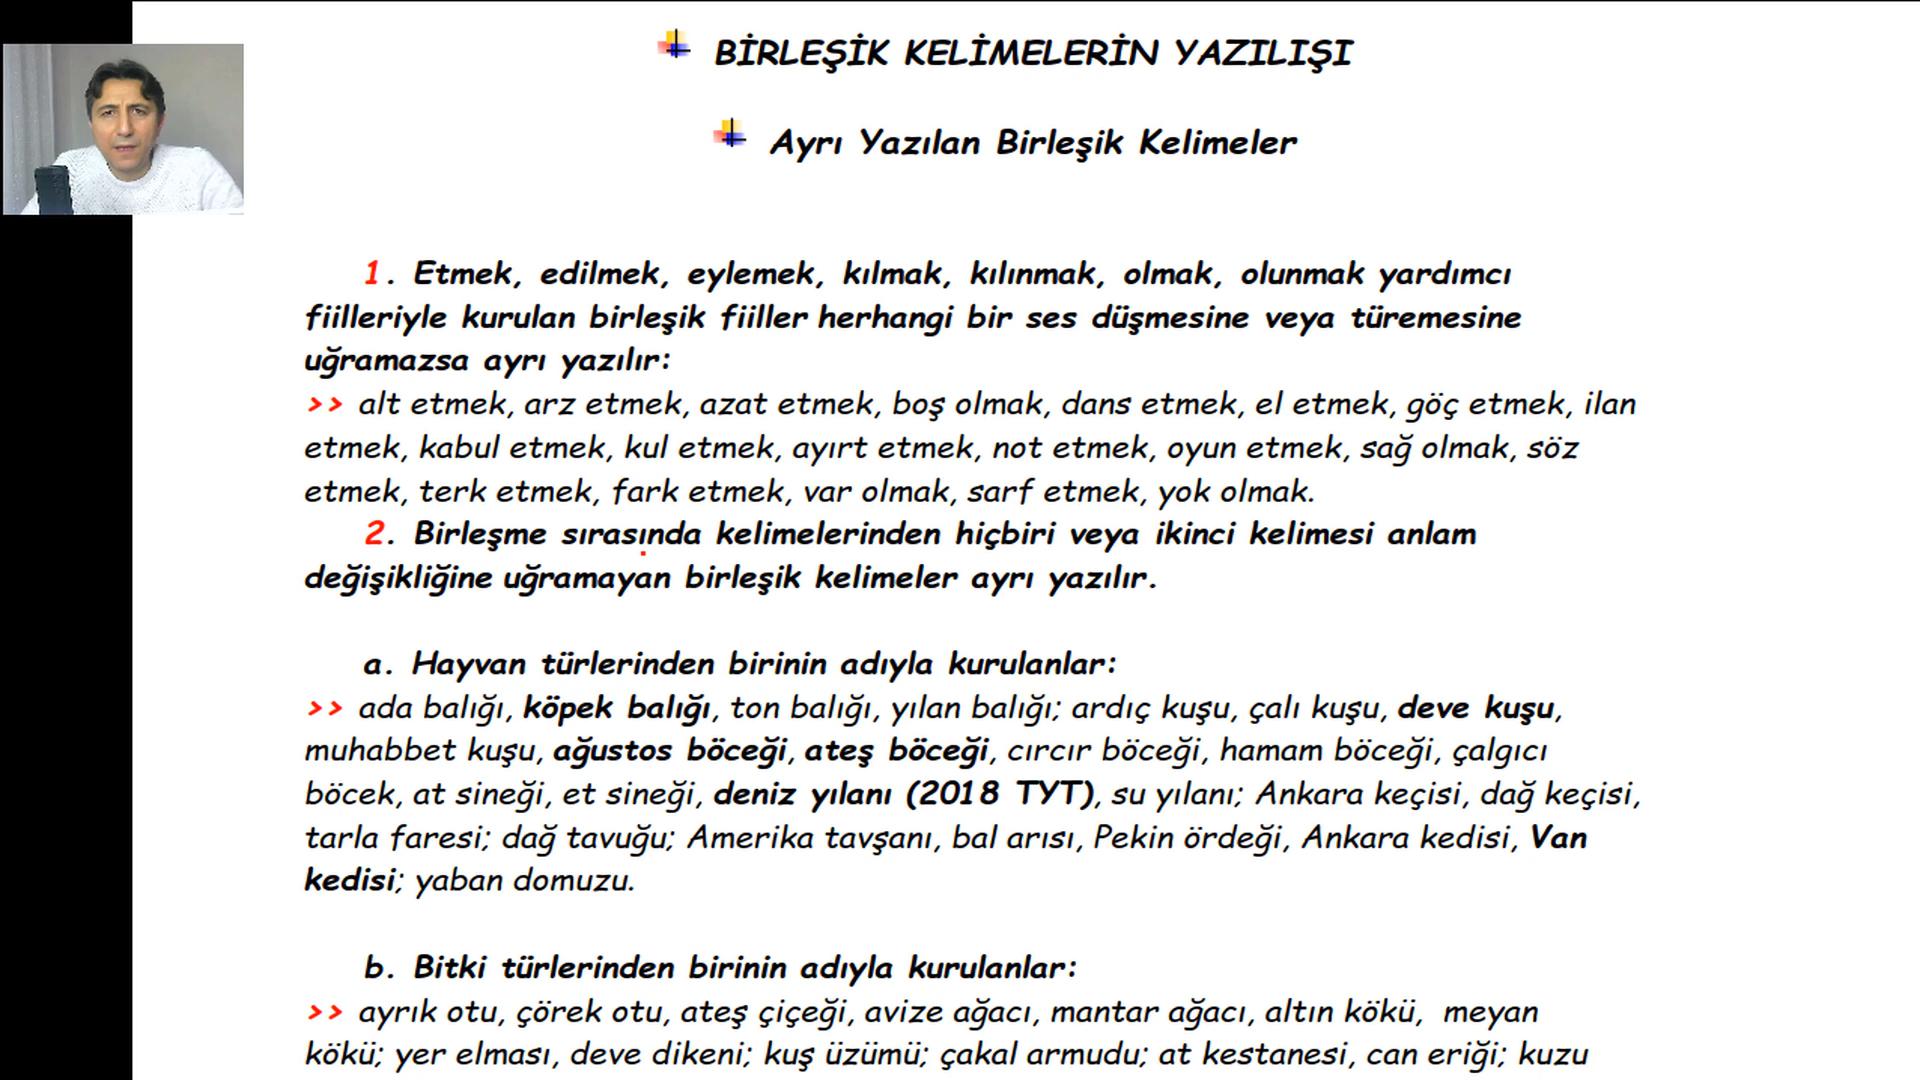 BİRLEŞİK KELİMELERİN YAZILIŞI
Ayrı Yazılan Birleşik Kelimeler
1. Etmek, edilmek, eylemek, kılmak, kılınmak, olmak, olunmak yardımcı
fiilleriyle kurulan birleşik fiiller herhangi bir ses düşmesine veya türemesine
uğramazsa ayrı yazılır:
>> alt etmek, arz etmek, azat etmek, boş olmak, dans etmek, el etmek, göç etmek, ilan
etmek, kabul etmek, kul etmek, ayırt etmek, not etmek, oyun etmek, sağ olmak, söz
etmek, terk etmek, fark etmek, var olmak, sarf etmek, yok olmak.
2. Birleşme sırasında kelimelerinden hiçbiri veya ikinci kelimesi anlam
değişikliğine uğramayan birleşik kelimeler ayrı yazılır.
a. Hayvan türlerinden birinin adıyla kurulanlar:
>> ada balığı, köpek balığı, ton balığı, yılan balığı; ardıç kuşu, çalı kuşu, deve kuşu,
muhabbet kuşu, ağustos böceği, ateş böceği, cırcır böceği, hamam böceği, çalgıcı
böcek, at sineği, et sineği, deniz yılanı (2018 TYT), su yılanı; Ankara keçisi, dağ keçisi,
tarla faresi; dağ tavuğu; Amerika tavşanı, bal arısı, Pekin ördeği, Ankara kedisi, Van
kedisi; yaban domuzu.
b. Bitki türlerinden birinin adıyla kurulanlar:
>> ayrık otu, çörek otu, ateş çiçeği, avize ağacı, mantar ağacı, altın kökü, meyan
kökü; yer elması, deve dikeni; kuş üzümü; çakal armudu; at kestanesi, can eriği; kuzu